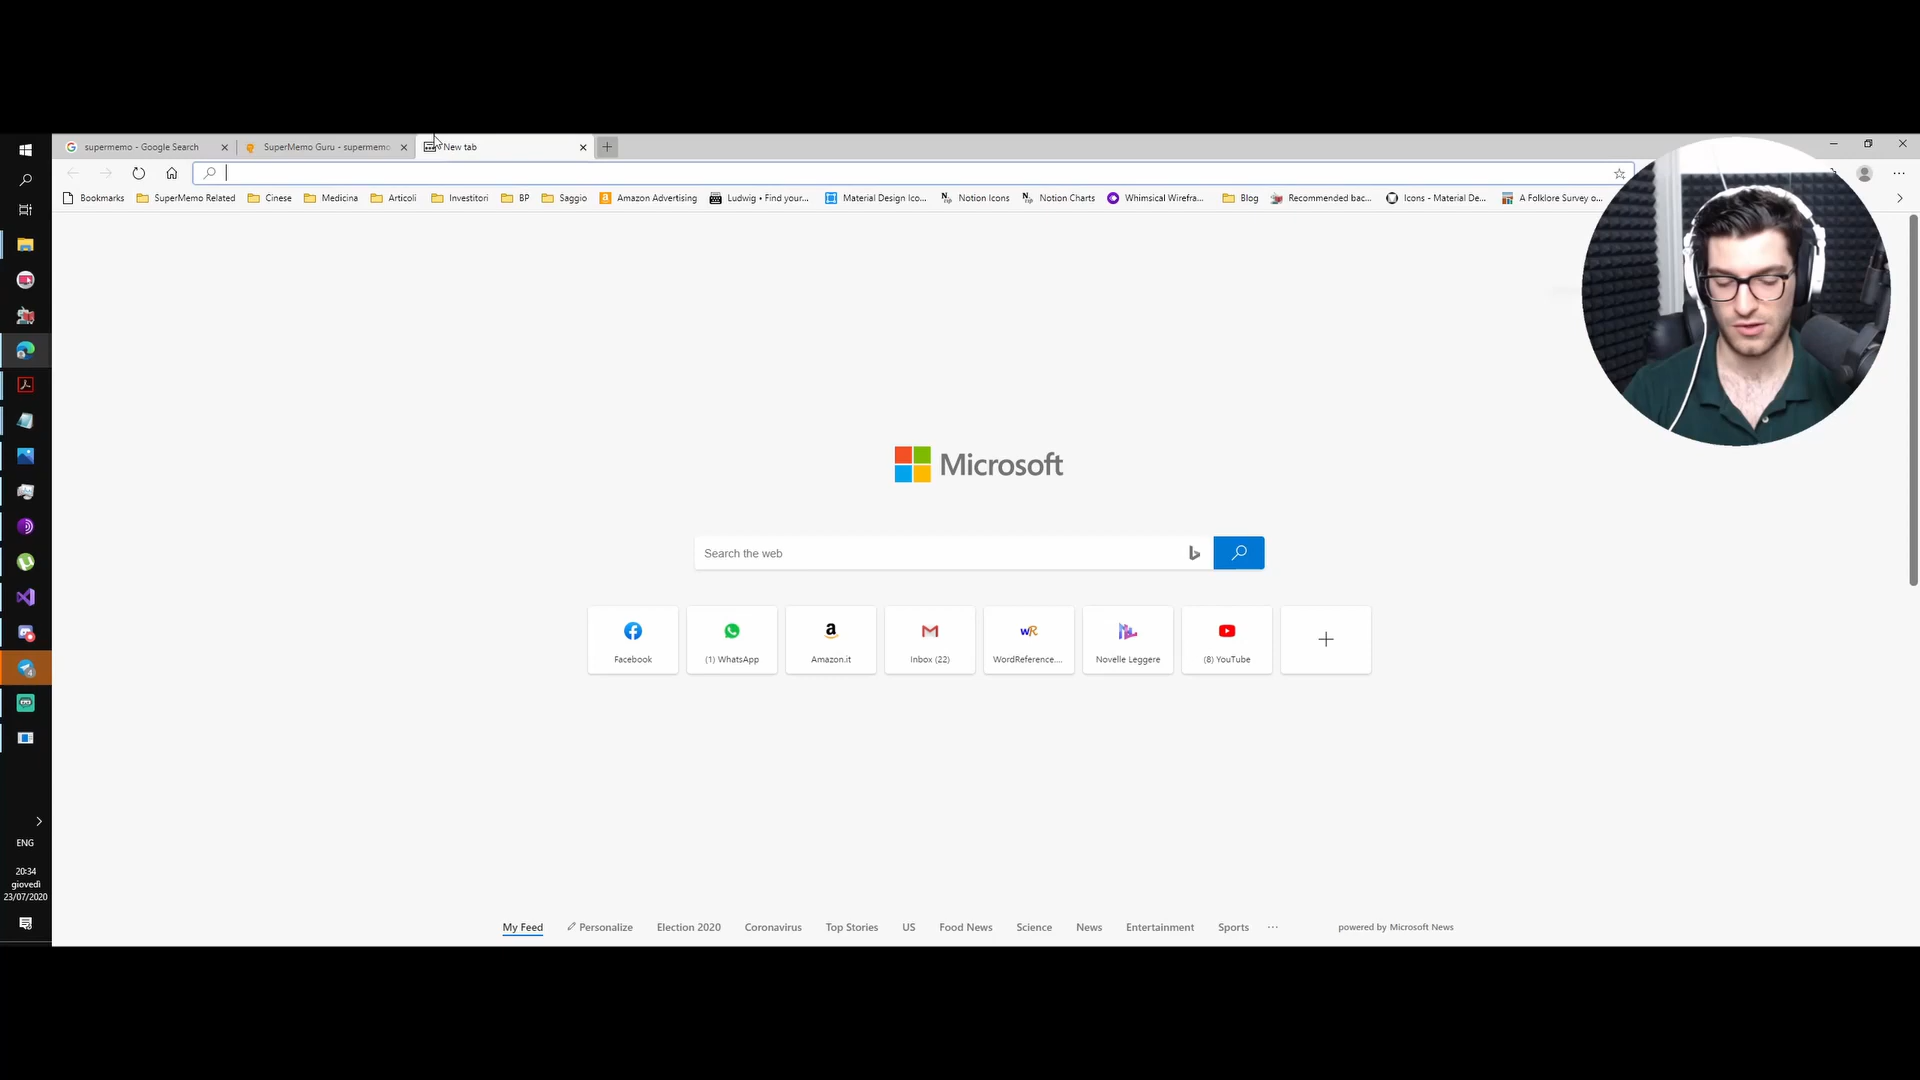 supermemo - Google Search
SuperMemo Guru - supermemo
New tab
Bookmarks
SuperMemo Related
Cinese
Medicina
Articoli
Investitori
BP
Saggio
Amazon Advertising
Ludwig • Find your...
Material Design Ico...
Notion Icons
Notion Charts
Whimsical Wirefra...
Blog
Recommended bac...
Icons - Material De...
A Folklore Survey o...
Microsoft
Search the web
Facebook
(1) WhatsApp
Amazon.it
Inbox (22)
WordReference....
Novelle Leggere
(8) YouTube
ENG
20:34
giovedì
23/07/2020
My Feed
Personalize
Election 2020
Coronavirus
Top Stories
US
Food News
Science
News
Entertainment
Sports
powered by Microsoft News